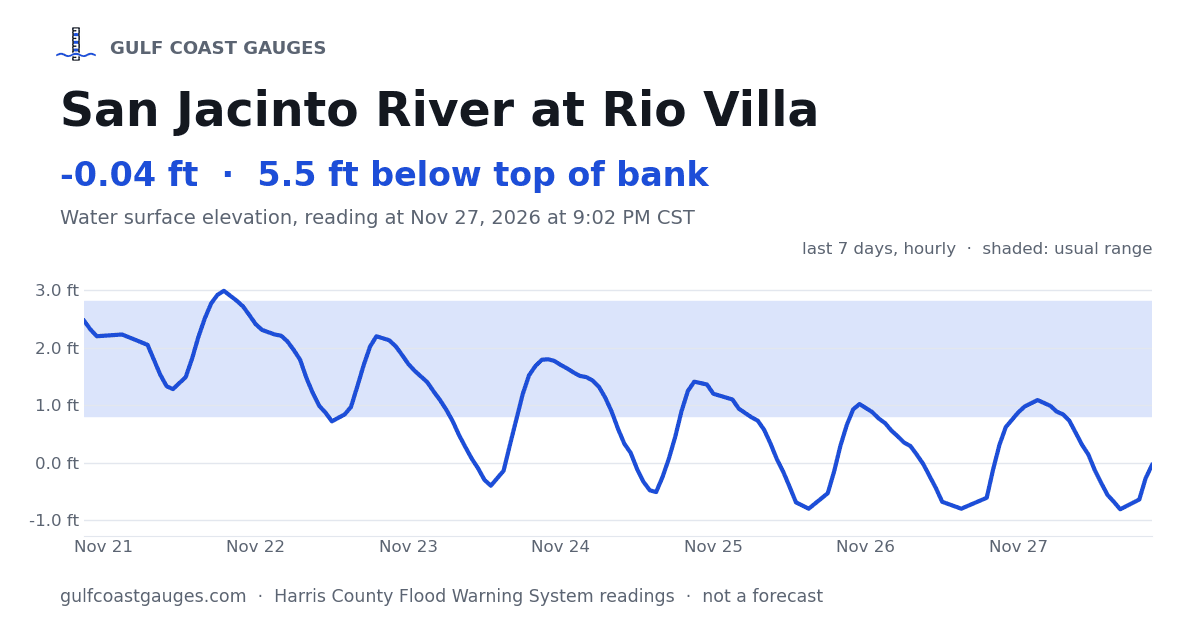 GULF COAST GAUGES
San Jacinto River at Rio Villa
-0.04 ft · 5.5 ft below top of bank
Water surface elevation, reading at Nov 27, 2026 at 9:02 PM CST
last 7 days, hourly · shaded: usual range
3.0 ft
2.0 ft
1.0 ft
0.0 ft
-1.0 ft
Nov 21 Nov 22 Nov 23 Nov 24 Nov 25 Nov 26 Nov 27
gulfcoastgauges.com · Harris County Flood Warning System readings · not a forecast